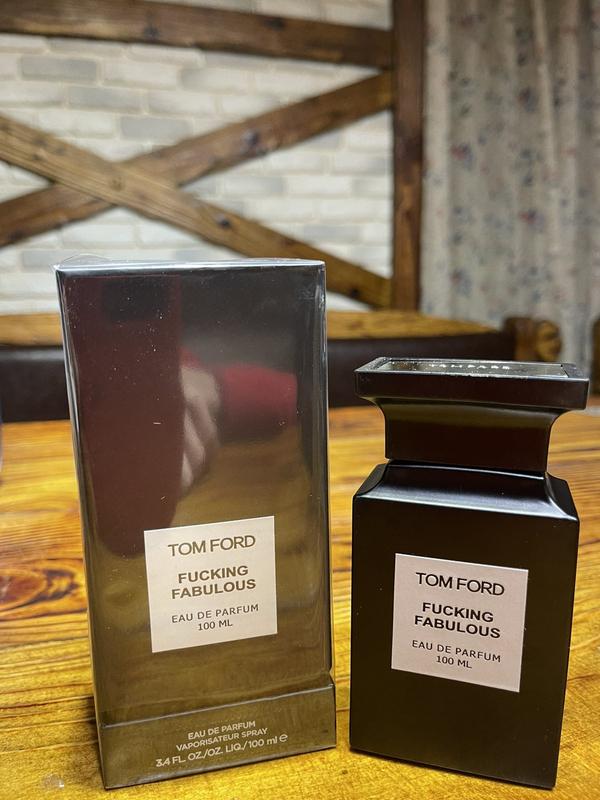 TOM FORD
FUCKING
FABULOUS
EAU DE PARFUM
100 ML
EAU DE PARFUM
VAPORISATEUR SPRAY
3.4 FL. OZ./OZ. LIQ./100 ml e
TOM FORD
FUCKING
FABULOUS
EAU DE PARFUM
100 ML